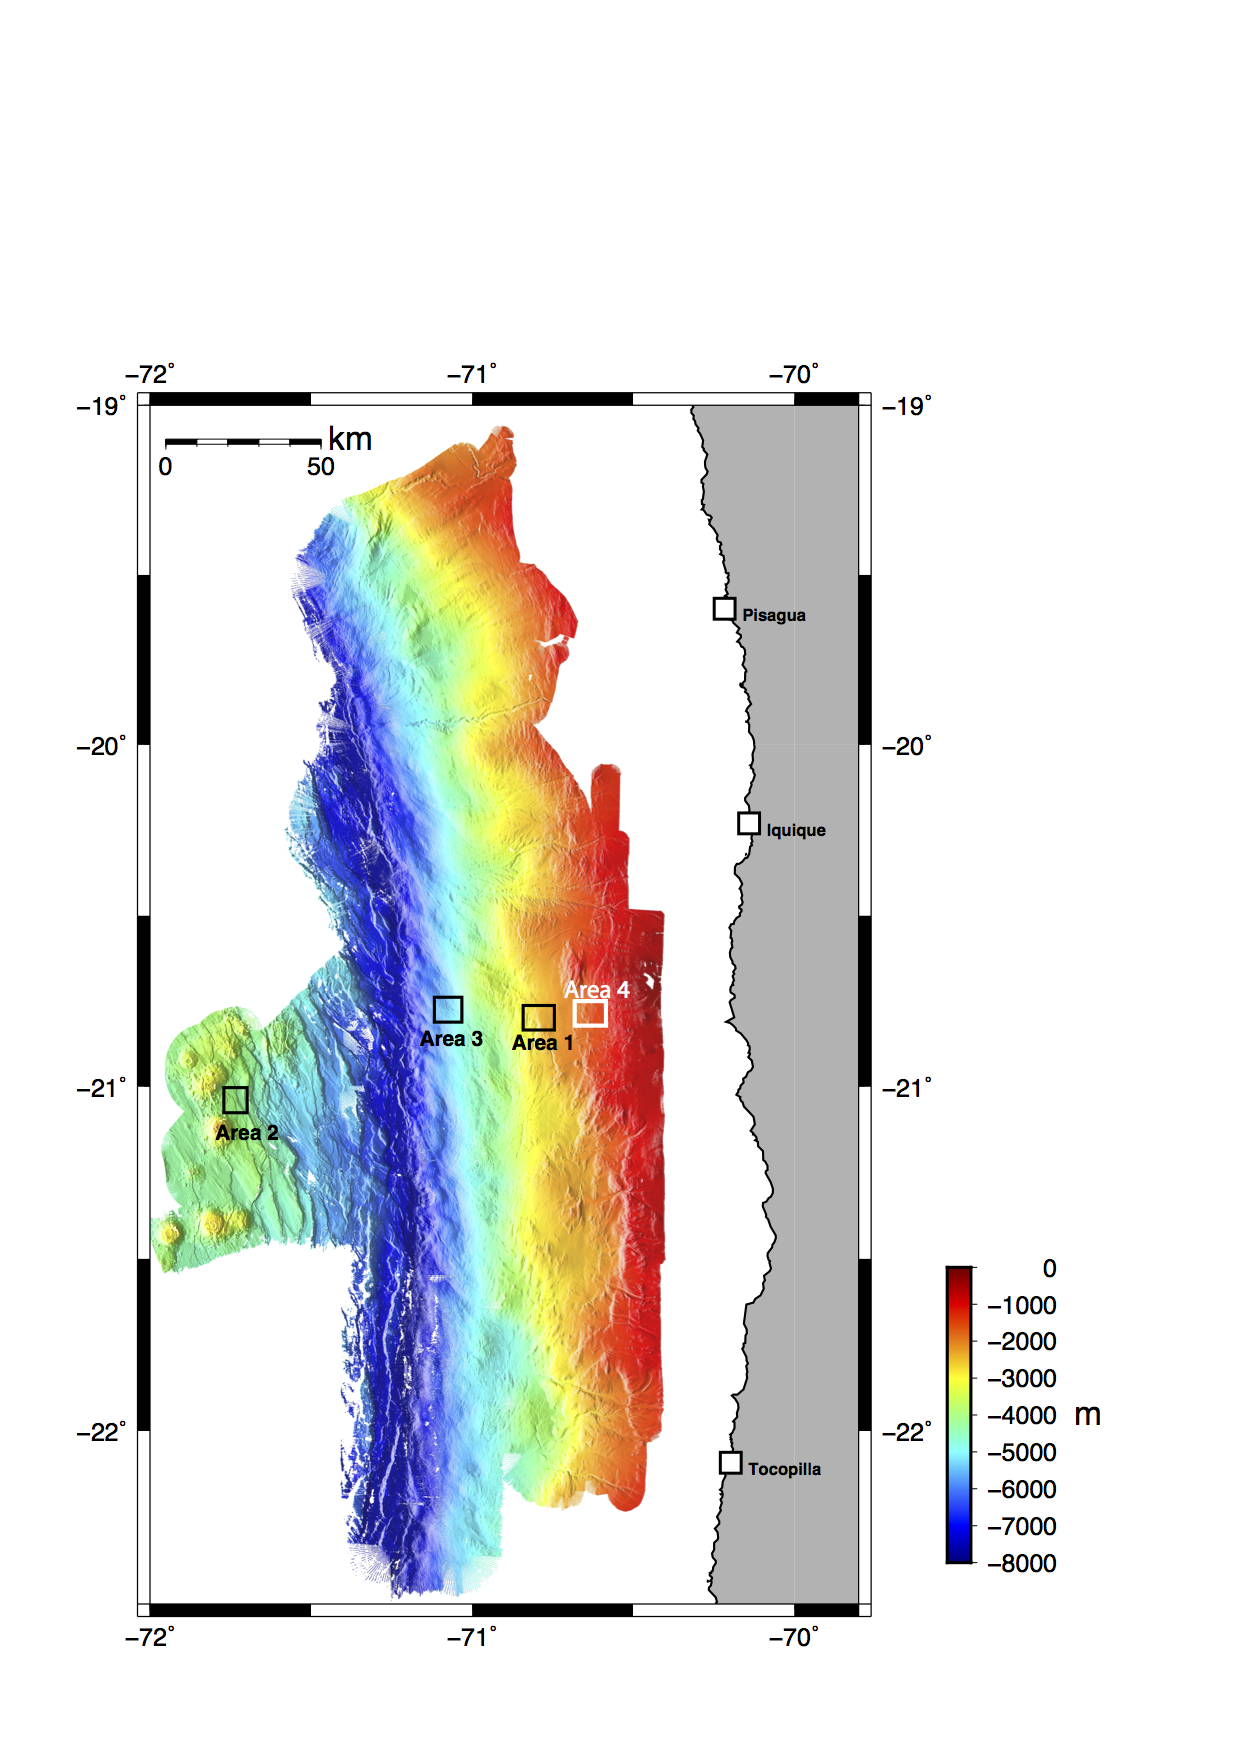 −72° −71° −70°
−19° −19°
km
0 50
Pisagua
−20° −20°
Iquique
Area 4
Area 3
Area 1
−21° −21°
Area 2
0
−1000
−2000
−3000
−4000 m
−5000
−6000
−7000
−8000
−22° −22°
Tocopilla
−72° −71° −70°